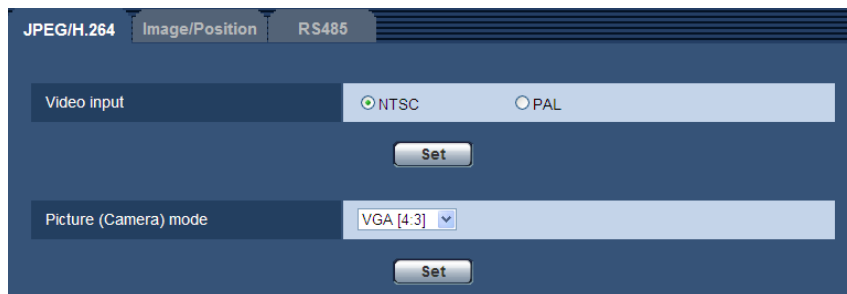 JPEG/H.264 Image/Position RS485
Video input NTSC PAL
Set
Picture (Camera) mode VGA [4:3]
Set